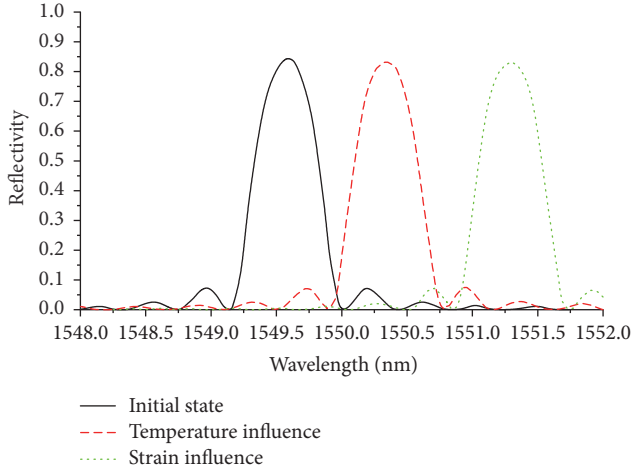 1.0
0.9
0.8
0.7
0.6
0.5
0.4
0.3
0.2
0.1
0.0
Reflectivity
1548.0 1548.5 1549.0 1549.5 1550.0 1550.5 1551.0 1551.5 1552.0
Wavelength (nm)
Initial state
Temperature influence
Strain influence